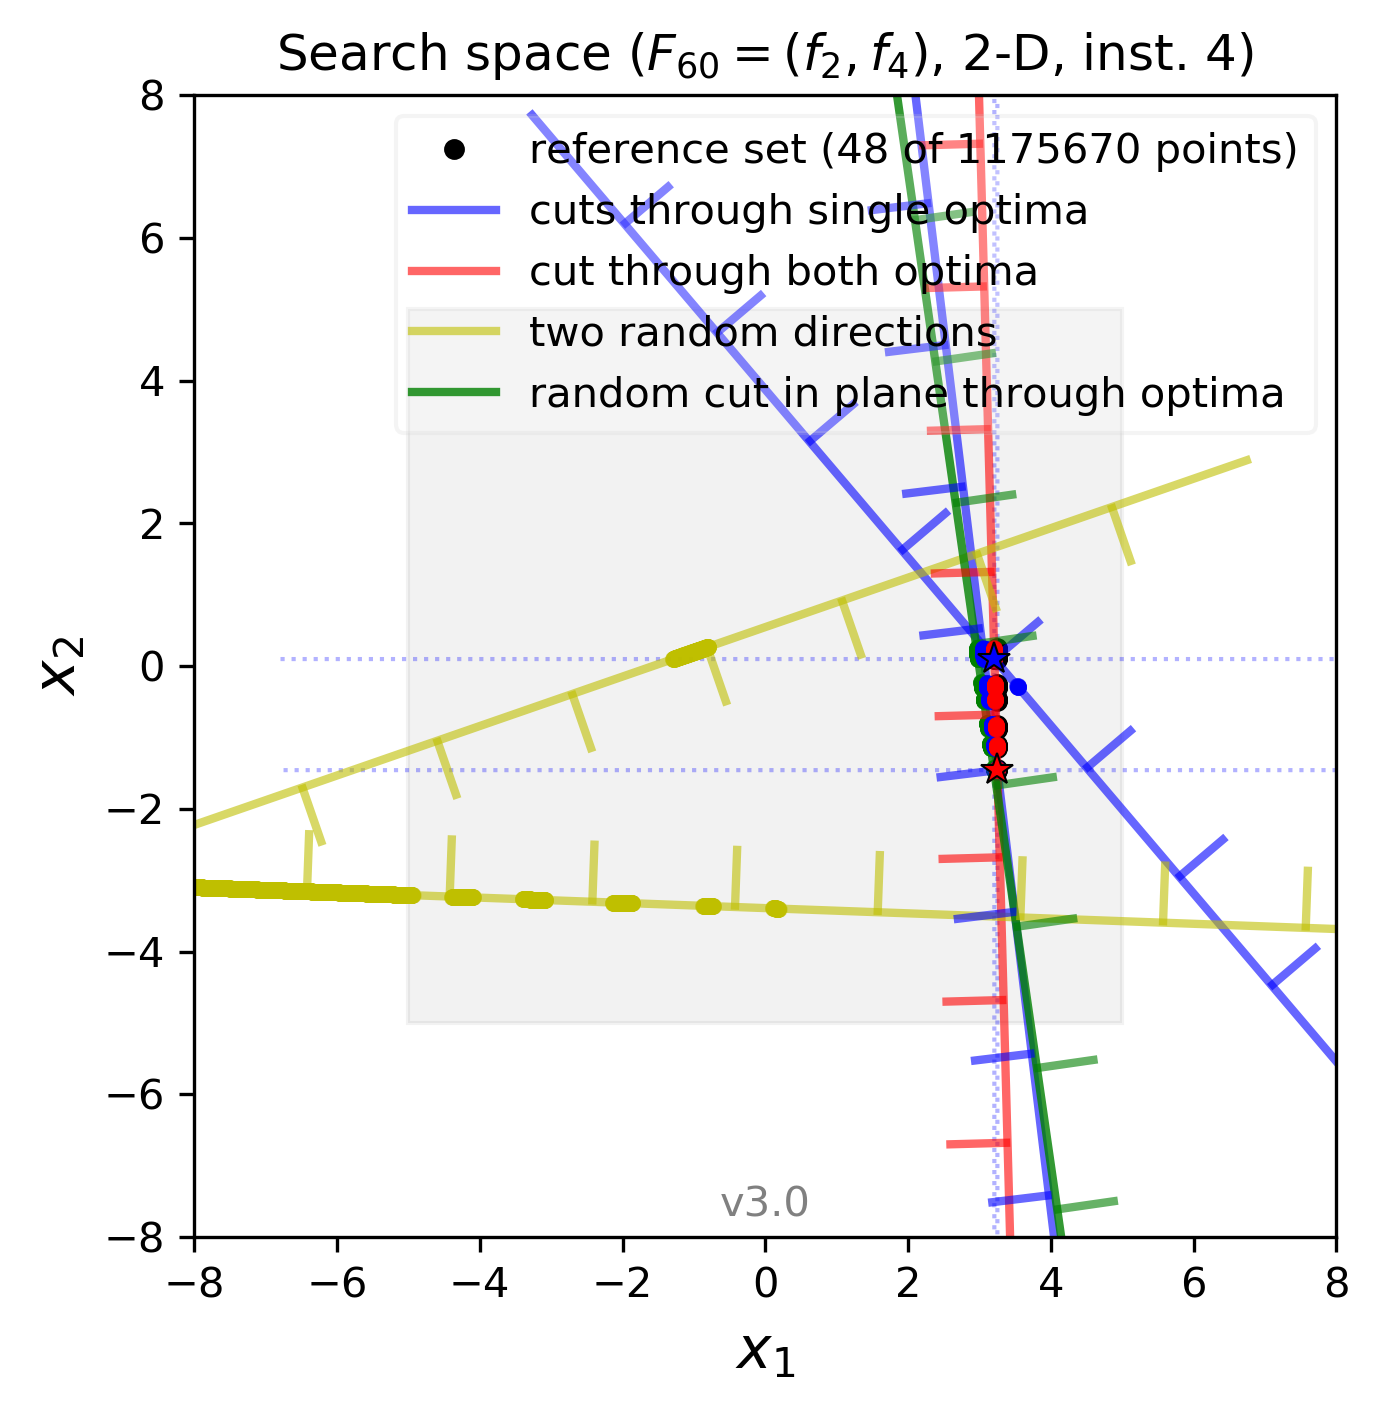 Search space (F₆₀ = (f₂, f₄), 2-D, inst. 4)
8
6
4
2
0
−2
−4
−6
−8
x₂
reference set (48 of 1175670 points)
cuts through single optima
cut through both optima
two random directions
random cut in plane through optima
v3.0
−8 −6 −4 −2 0 2 4 6 8
x₁